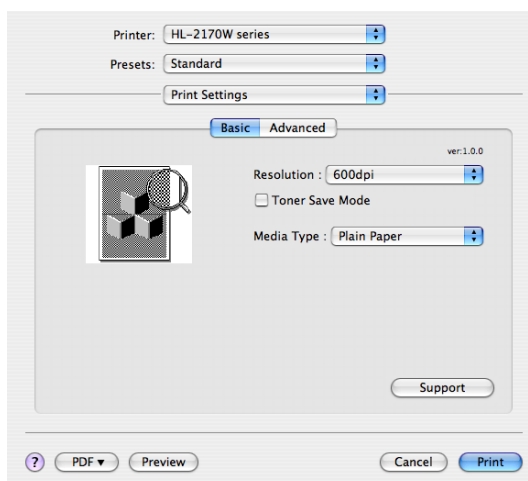 Printer: HL-2170W series
Presets: Standard
Print Settings
Basic Advanced
ver:1.0.0
Resolution : 600dpi
Toner Save Mode
Media Type : Plain Paper
Support
? PDF ▼ Preview Cancel Print